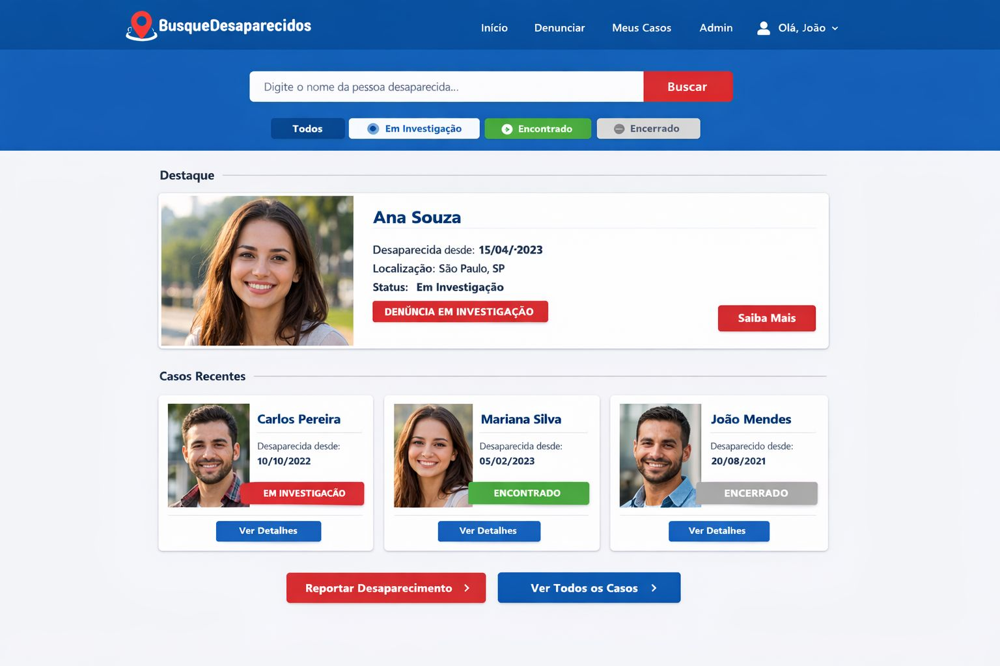 BusqueDesaparecidos
Início
Denunciar
Meus Casos
Admin
Olá, João
Digite o nome da pessoa desaparecida...
Buscar
Todos
Em Investigação
Encontrado
Encerrado
Destaque
Ana Souza
Desaparecida desde: 15/04/·2023
Localização: São Paulo, SP
Status: Em Investigação
DENÚNCIA EM INVESTIGAÇÃO
Saiba Mais
Casos Recentes
Carlos Pereira
Desaparecida desde:
10/10/2022
EM INVESTIGACÃO
Ver Detalhes
Mariana Silva
Desaparecida desde:
05/02/2023
ENCONTRADO
Ver Detalhes
João Mendes
Desaparecido desde:
20/08/2021
ENCERRADO
Ver Detalhes
Reportar Desaparecimento
Ver Todos os Casos